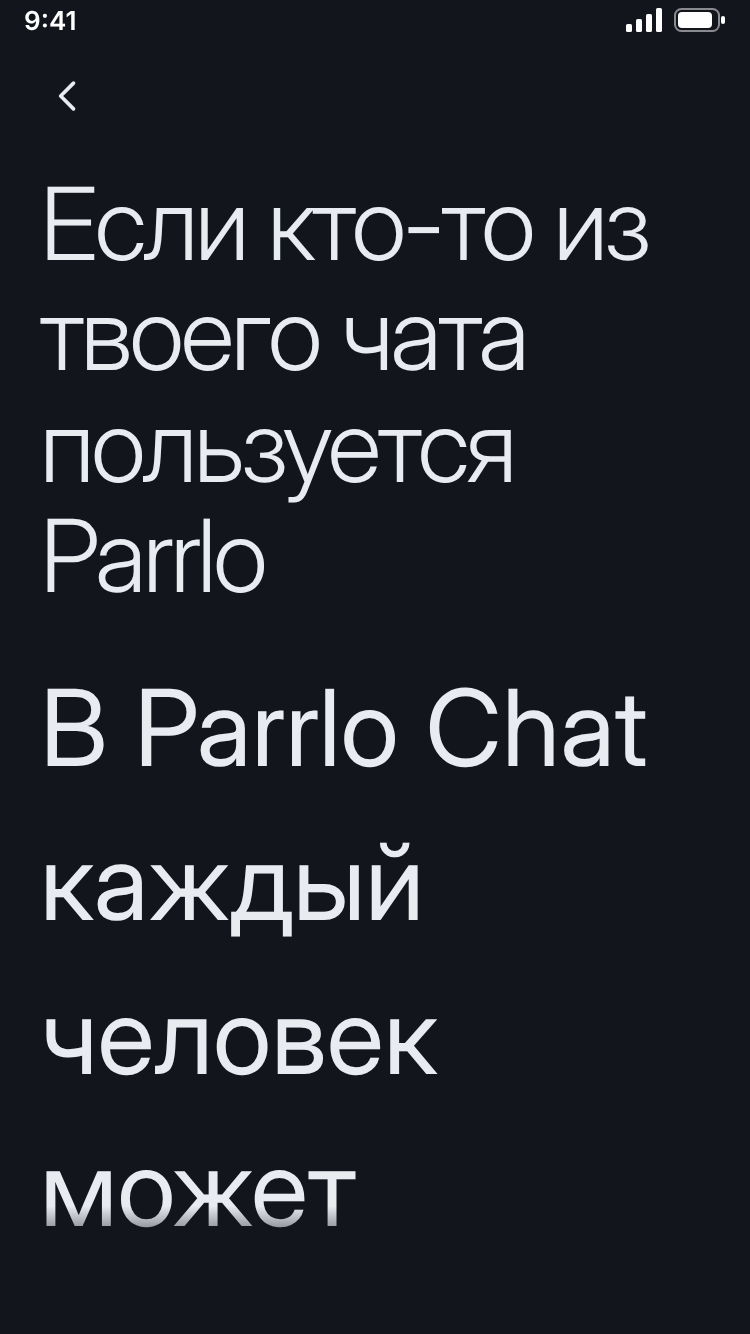 9:41
Если кто-то из
твоего чата
пользуется
Parrlo
В Parrlo Chat
каждый
человек
может